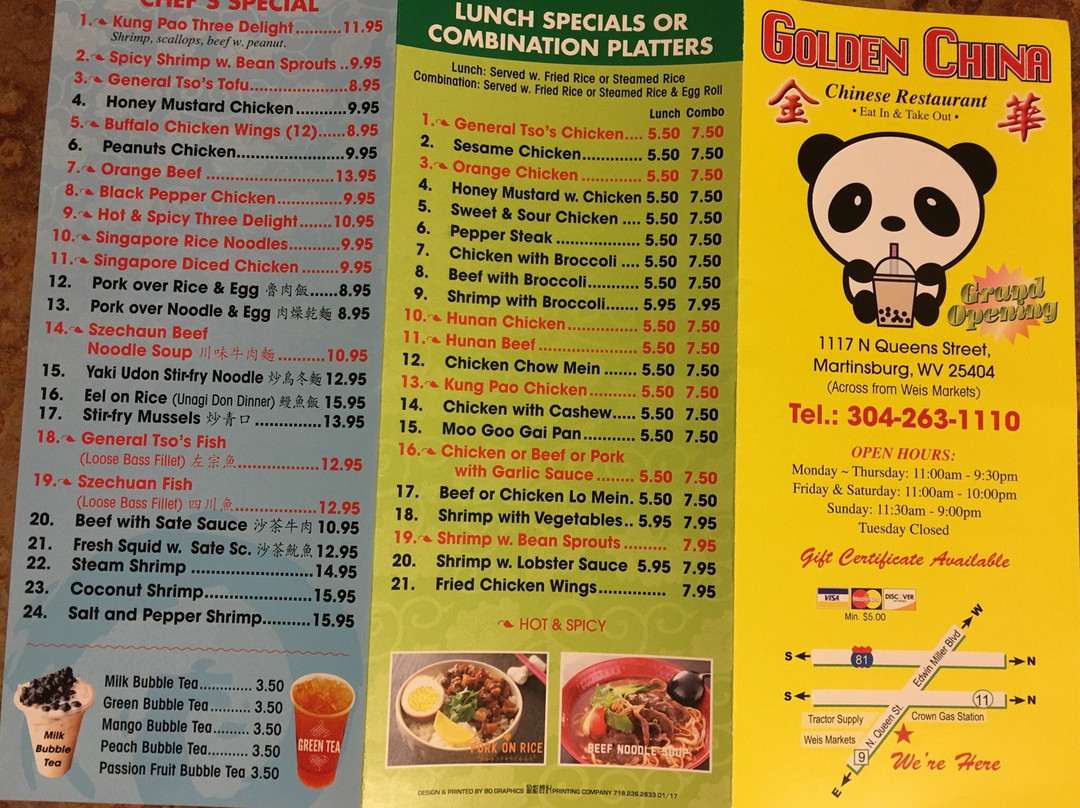 CHEF'S SPECIAL
1. Kung Pao Three Delight..........11.95
Shrimp, scallops, beef w. peanut.
2. Spicy Shrimp w. Bean Sprouts ..9.95
3. General Tso's Tofu....................8.95
4. Honey Mustard Chicken............9.95
5. Buffalo Chicken Wings (12)......8.95
6. Peanuts Chicken........................9.95
7. Orange Beef ............................13.95
8. Black Pepper Chicken...............9.95
9. Hot & Spicy Three Delight.......10.95
10. Singapore Rice Noodles...........9.95
11. Singapore Diced Chicken ........9.95
12. Pork over Rice & Egg 魯肉飯......8.95
13. Pork over Noodle & Egg 肉燥乾麵 8.95
14. Szechaun Beef
Noodle Soup 川味牛肉麵..........10.95
15. Yaki Udon Stir-fry Noodle 炒烏冬麵 12.95
16. Eel on Rice (Unagi Don Dinner) 鰻魚飯 15.95
17. Stir-fry Mussels 炒青口...............13.95
18. General Tso's Fish
(Loose Bass Fillet) 左宗魚..................12.95
19. Szechuan Fish
(Loose Bass Fillet) 四川魚..................12.95
20. Beef with Sate Sauce 沙茶牛肉 10.95
21. Fresh Squid w. Sate Sc. 沙茶魷魚 12.95
22. Steam Shrimp ..........................14.95
23. Coconut Shrimp.......................15.95
24. Salt and Pepper Shrimp..........15.95
Milk Bubble Tea............ 3.50
Green Bubble Tea.......... 3.50
Mango Bubble Tea......... 3.50
Peach Bubble Tea.......... 3.50
Passion Fruit Bubble Tea 3.50
Milk
Bubble
Tea
GREEN TEA
LUNCH SPECIALS OR
COMBINATION PLATTERS
Lunch: Served w. Fried Rice or Steamed Rice
Combination: Served w. Fried Rice or Steamed Rice & Egg Roll
Lunch Combo
1. General Tso's Chicken.... 5.50 7.50
2. Sesame Chicken............. 5.50 7.50
3. Orange Chicken ............. 5.50 7.50
4. Honey Mustard w. Chicken 5.50 7.50
5. Sweet & Sour Chicken .... 5.50 7.50
6. Pepper Steak .................. 5.50 7.50
7. Chicken with Broccoli .... 5.50 7.50
8. Beef with Broccoli........... 5.50 7.50
9. Shrimp with Broccoli....... 5.95 7.95
10. Hunan Chicken............... 5.50 7.50
11. Hunan Beef..................... 5.50 7.50
12. Chicken Chow Mein ....... 5.50 7.50
13. Kung Pao Chicken........... 5.50 7.50
14. Chicken with Cashew..... 5.50 7.50
15. Moo Goo Gai Pan........... 5.50 7.50
16. Chicken or Beef or Pork
with Garlic Sauce ........ 5.50 7.50
17. Beef or Chicken Lo Mein. 5.50 7.50
18. Shrimp with Vegetables.. 5.95 7.95
19. Shrimp w. Bean Sprouts ......... 7.95
20. Shrimp w. Lobster Sauce 5.95 7.95
21. Fried Chicken Wings.............. 7.95
HOT & SPICY
PORK ON RICE
BEEF NOODLE SOUP
DESIGN & PRINTED BY BO GRAPHICS PRINTING COMPANY 718.236.2833 01/17
GOLDEN CHINA
金 Chinese Restaurant 華
• Eat In & Take Out •
Grand
Opening
1117 N Queens Street,
Martinsburg, WV 25404
(Across from Weis Markets)
Tel.: 304-263-1110
OPEN HOURS:
Monday ~ Thursday: 11:00am - 9:30pm
Friday & Saturday: 11:00am - 10:00pm
Sunday: 11:30am - 9:00pm
Tuesday Closed
Gift Certificate Available
VISA MasterCard DISCOVER
Min. $5.00
W
Edwin Miller Blvd
S 81 N
S 11 N
Tractor Supply
Crown Gas Station
Weis Markets
N. Queen St.
9
E
We're Here